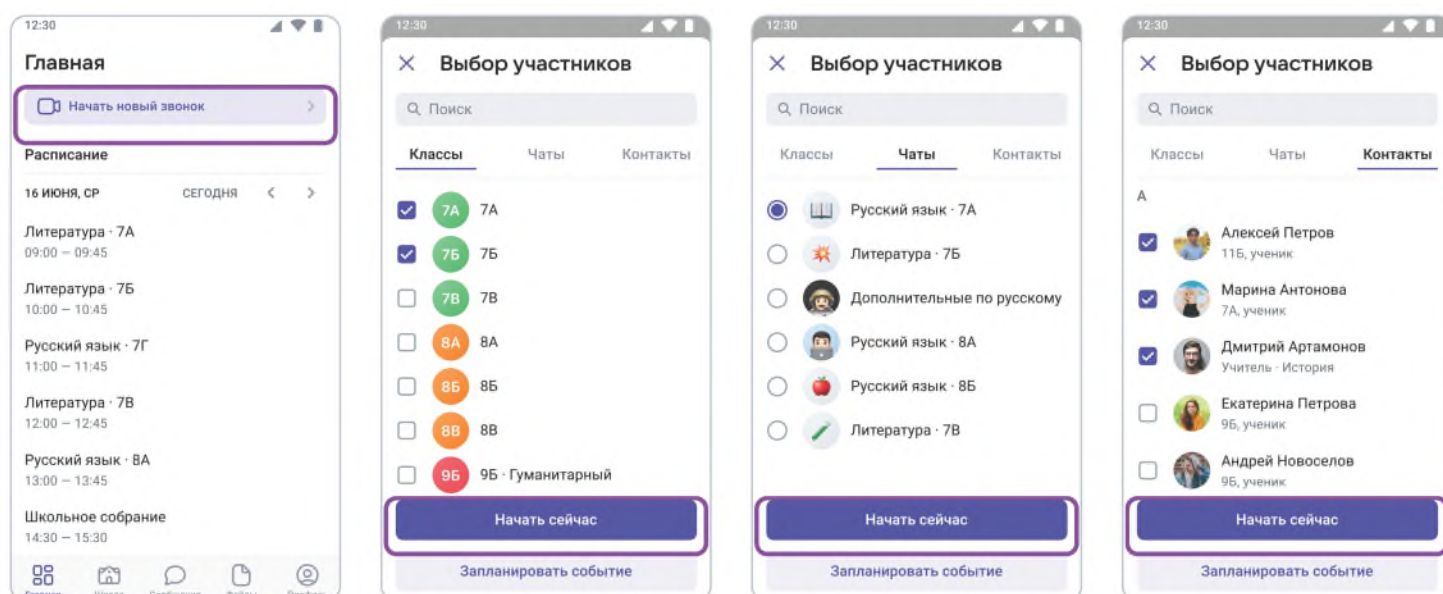 12:30
Главная
Начать новый звонок
Расписание
16 ИЮНЯ, СР СЕГОДНЯ
Литература · 7А
09:00 — 09:45
Литература · 7Б
10:00 — 10:45
Русский язык · 7Г
11:00 — 11:45
Литература · 7В
12:00 — 12:45
Русский язык · 8А
13:00 — 13:45
Школьное собрание
14:30 — 15:30
12:30
Выбор участников
Поиск
Классы Чаты Контакты
7А 7А
7Б 7Б
7В 7В
8А 8А
8Б 8Б
8В 8В
9Б 9Б · Гуманитарный
Начать сейчас
Запланировать событие
12:30
Выбор участников
Поиск
Классы Чаты Контакты
Русский язык · 7А
Литература · 7Б
Дополнительные по русскому
Русский язык · 8А
Русский язык · 8Б
Литература · 7В
Начать сейчас
Запланировать событие
12:30
Выбор участников
Поиск
Классы Чаты Контакты
А
Алексей Петров
11Б, ученик
Марина Антонова
7А, ученик
Дмитрий Артамонов
Учитель · История
Екатерина Петрова
9Б, ученик
Андрей Новоселов
9Б, ученик
Начать сейчас
Запланировать событие